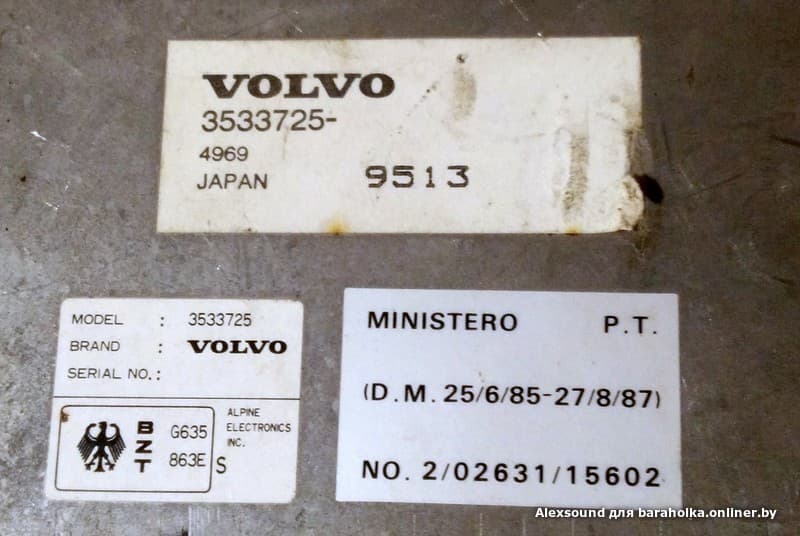 VOLVO
3533725-
4969
JAPAN 9513
MODEL : 3533725
BRAND : VOLVO
SERIAL NO.:
BZT G635 863E S
ALPINE
ELECTRONICS
INC.
MINISTERO P.T.
(D.M. 25/6/85-27/8/87)
NO. 2/02631/15602
Alexsound для baraholka.onliner.by